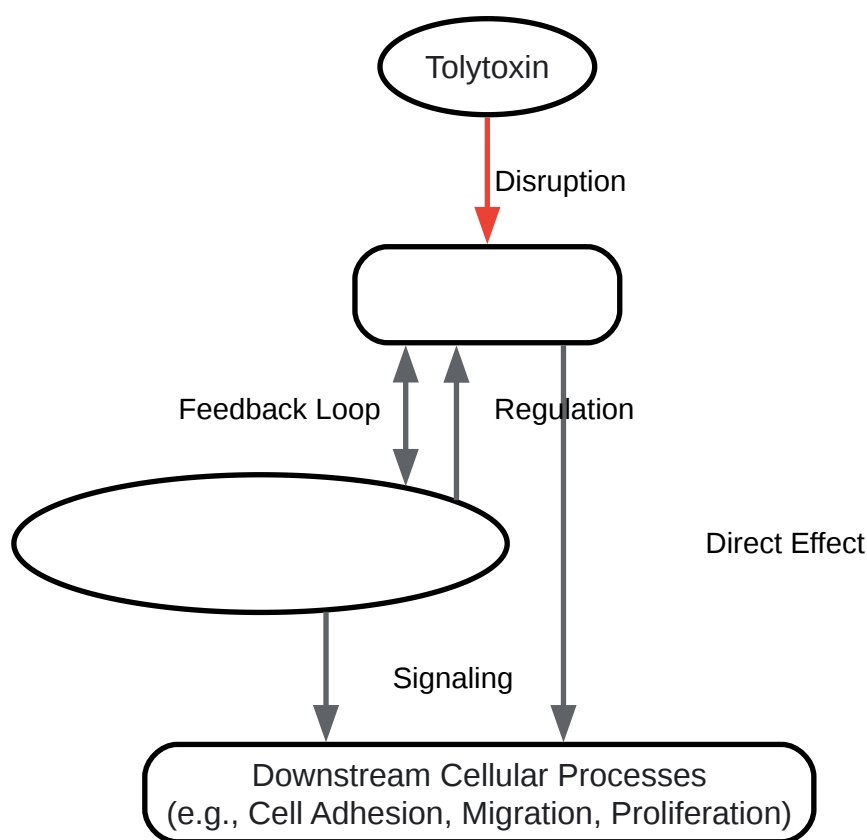 Tolytoxin
Disruption
Feedback Loop
Regulation
Direct Effect
Signaling
Downstream Cellular Processes
(e.g., Cell Adhesion, Migration, Proliferation)